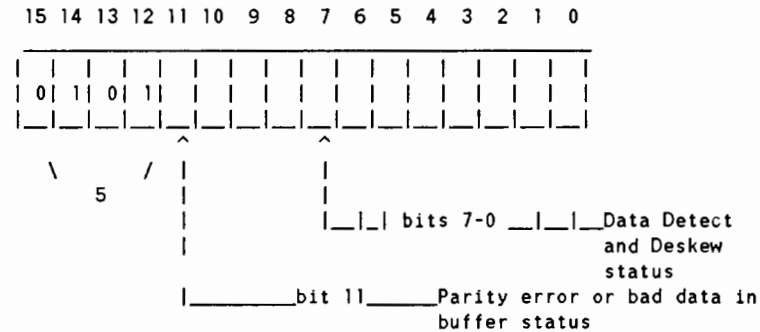 15 14 13 12 11 10 9 8 7 6 5 4 3 2 1 0
0 1 0 1
5
bits 7-0 Data Detect
and Deskew
status
bit 11 Parity error or bad data in
buffer status